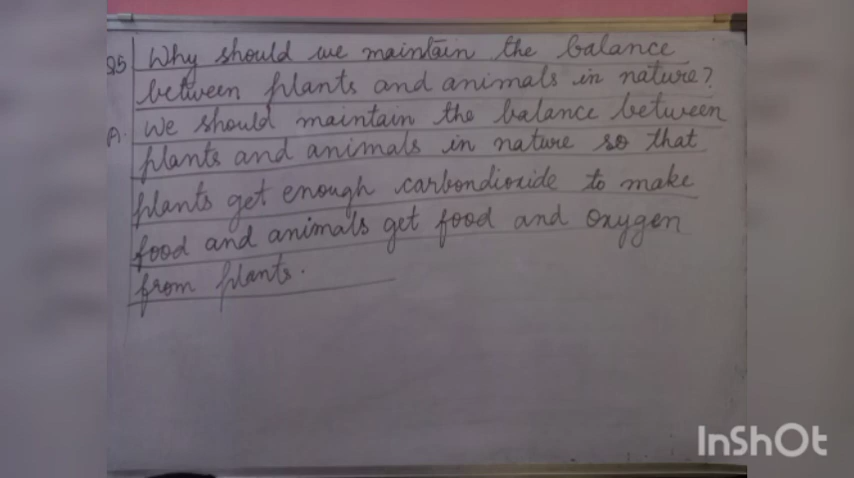 Q5 Why should we maintain the balance
between plants and animals in nature?
A. We should maintain the balance between
plants and animals in nature so that
plants get enough carbondioxide to make
food and animals get food and oxygen
from plants.
InShOt